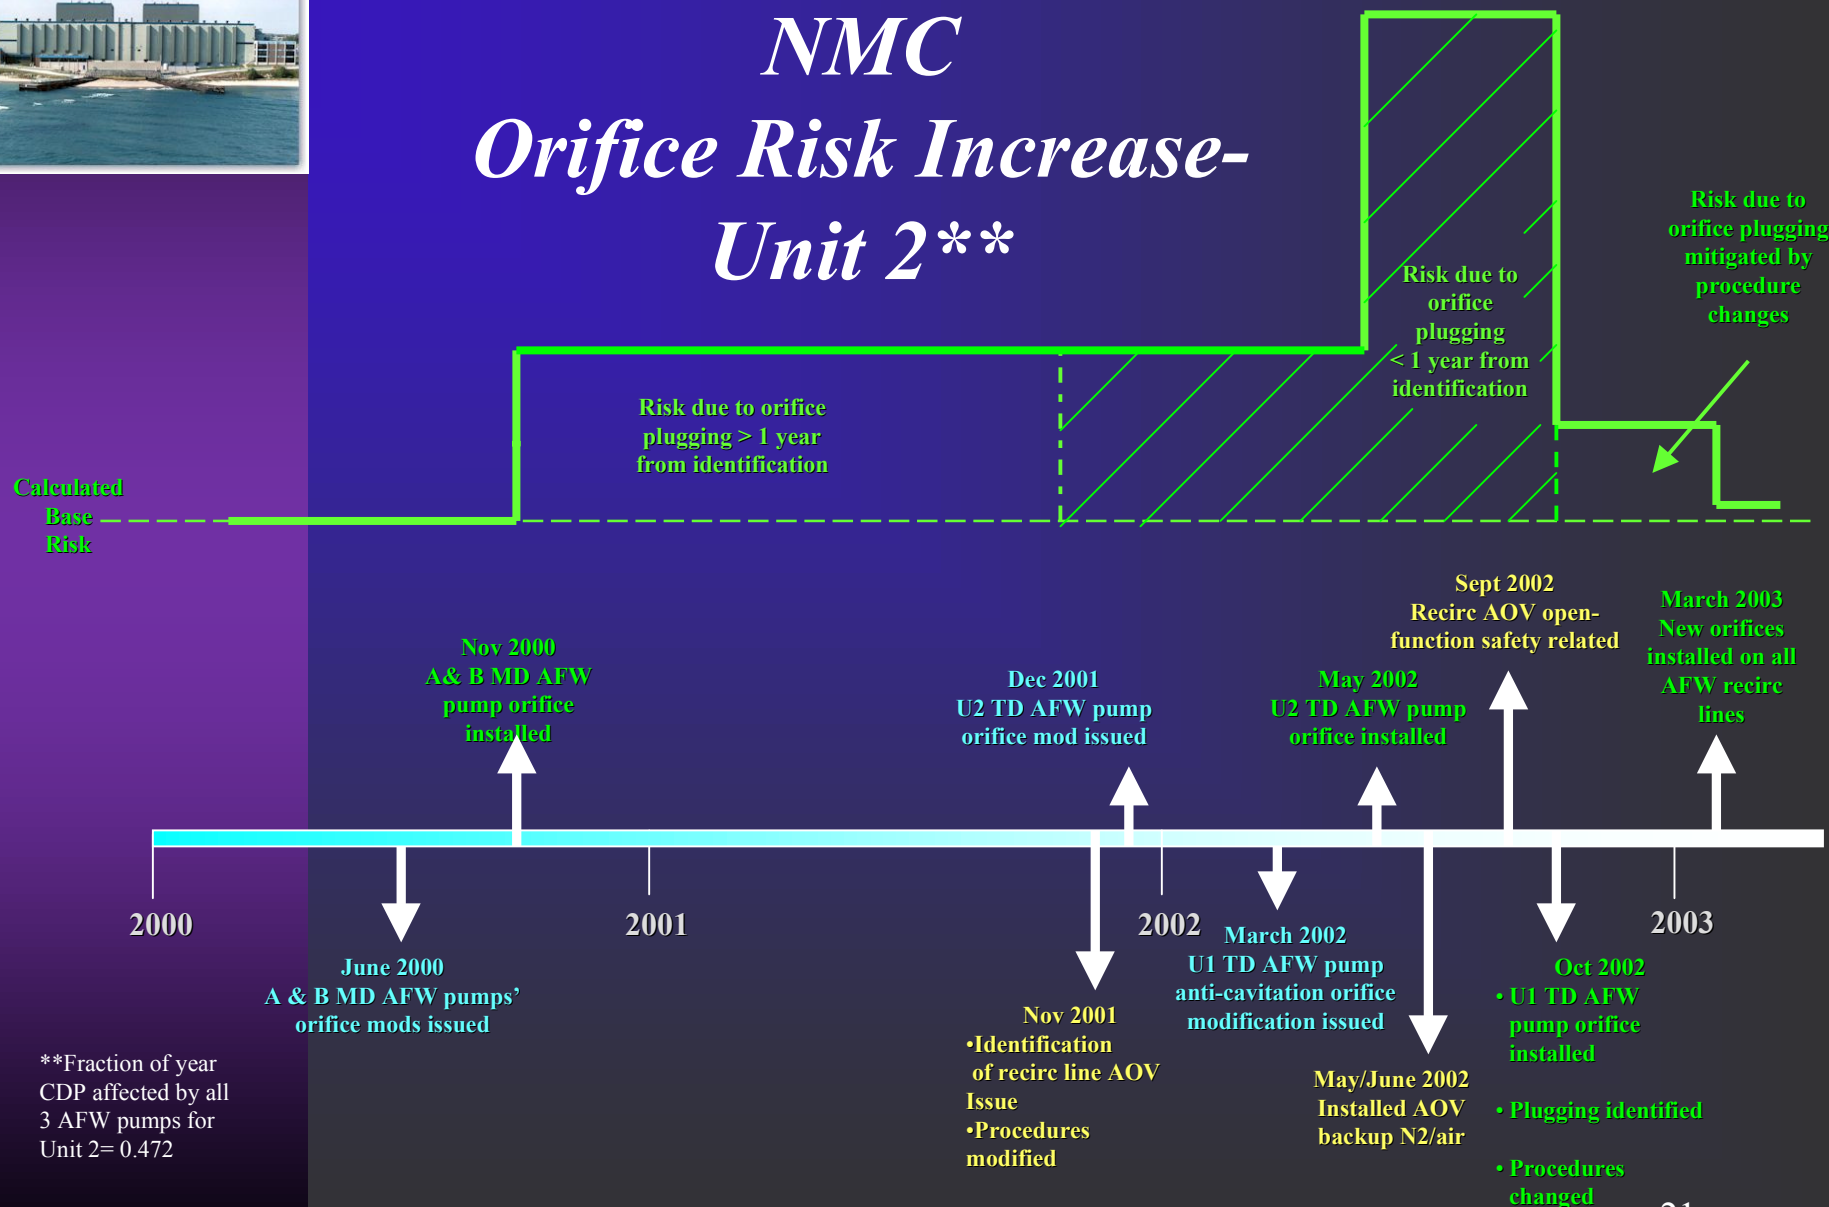 NMC
Orifice Risk Increase-
Unit 2**
Risk due to
orifice plugging
mitigated by
procedure
changes
Risk due to
orifice
plugging
< 1 year from
identification
Risk due to orifice
plugging > 1 year
from identification
Calculated
Base
Risk
Sept 2002
Recirc AOV open-
function safety related
March 2003
New orifices
installed on all
AFW recirc
lines
Nov 2000
A& B MD AFW
pump orifice
installed
Dec 2001
U2 TD AFW pump
orifice mod issued
May 2002
U2 TD AFW pump
orifice installed
2000
2001
2002
2003
June 2000
A & B MD AFW pumps’
orifice mods issued
Nov 2001
•Identification
of recirc line AOV
Issue
•Procedures
modified
March 2002
U1 TD AFW pump
anti-cavitation orifice
modification issued
May/June 2002
Installed AOV
backup N2/air
Oct 2002
• U1 TD AFW
pump orifice
installed
• Plugging identified
• Procedures
changed
**Fraction of year
CDP affected by all
3 AFW pumps for
Unit 2= 0.472